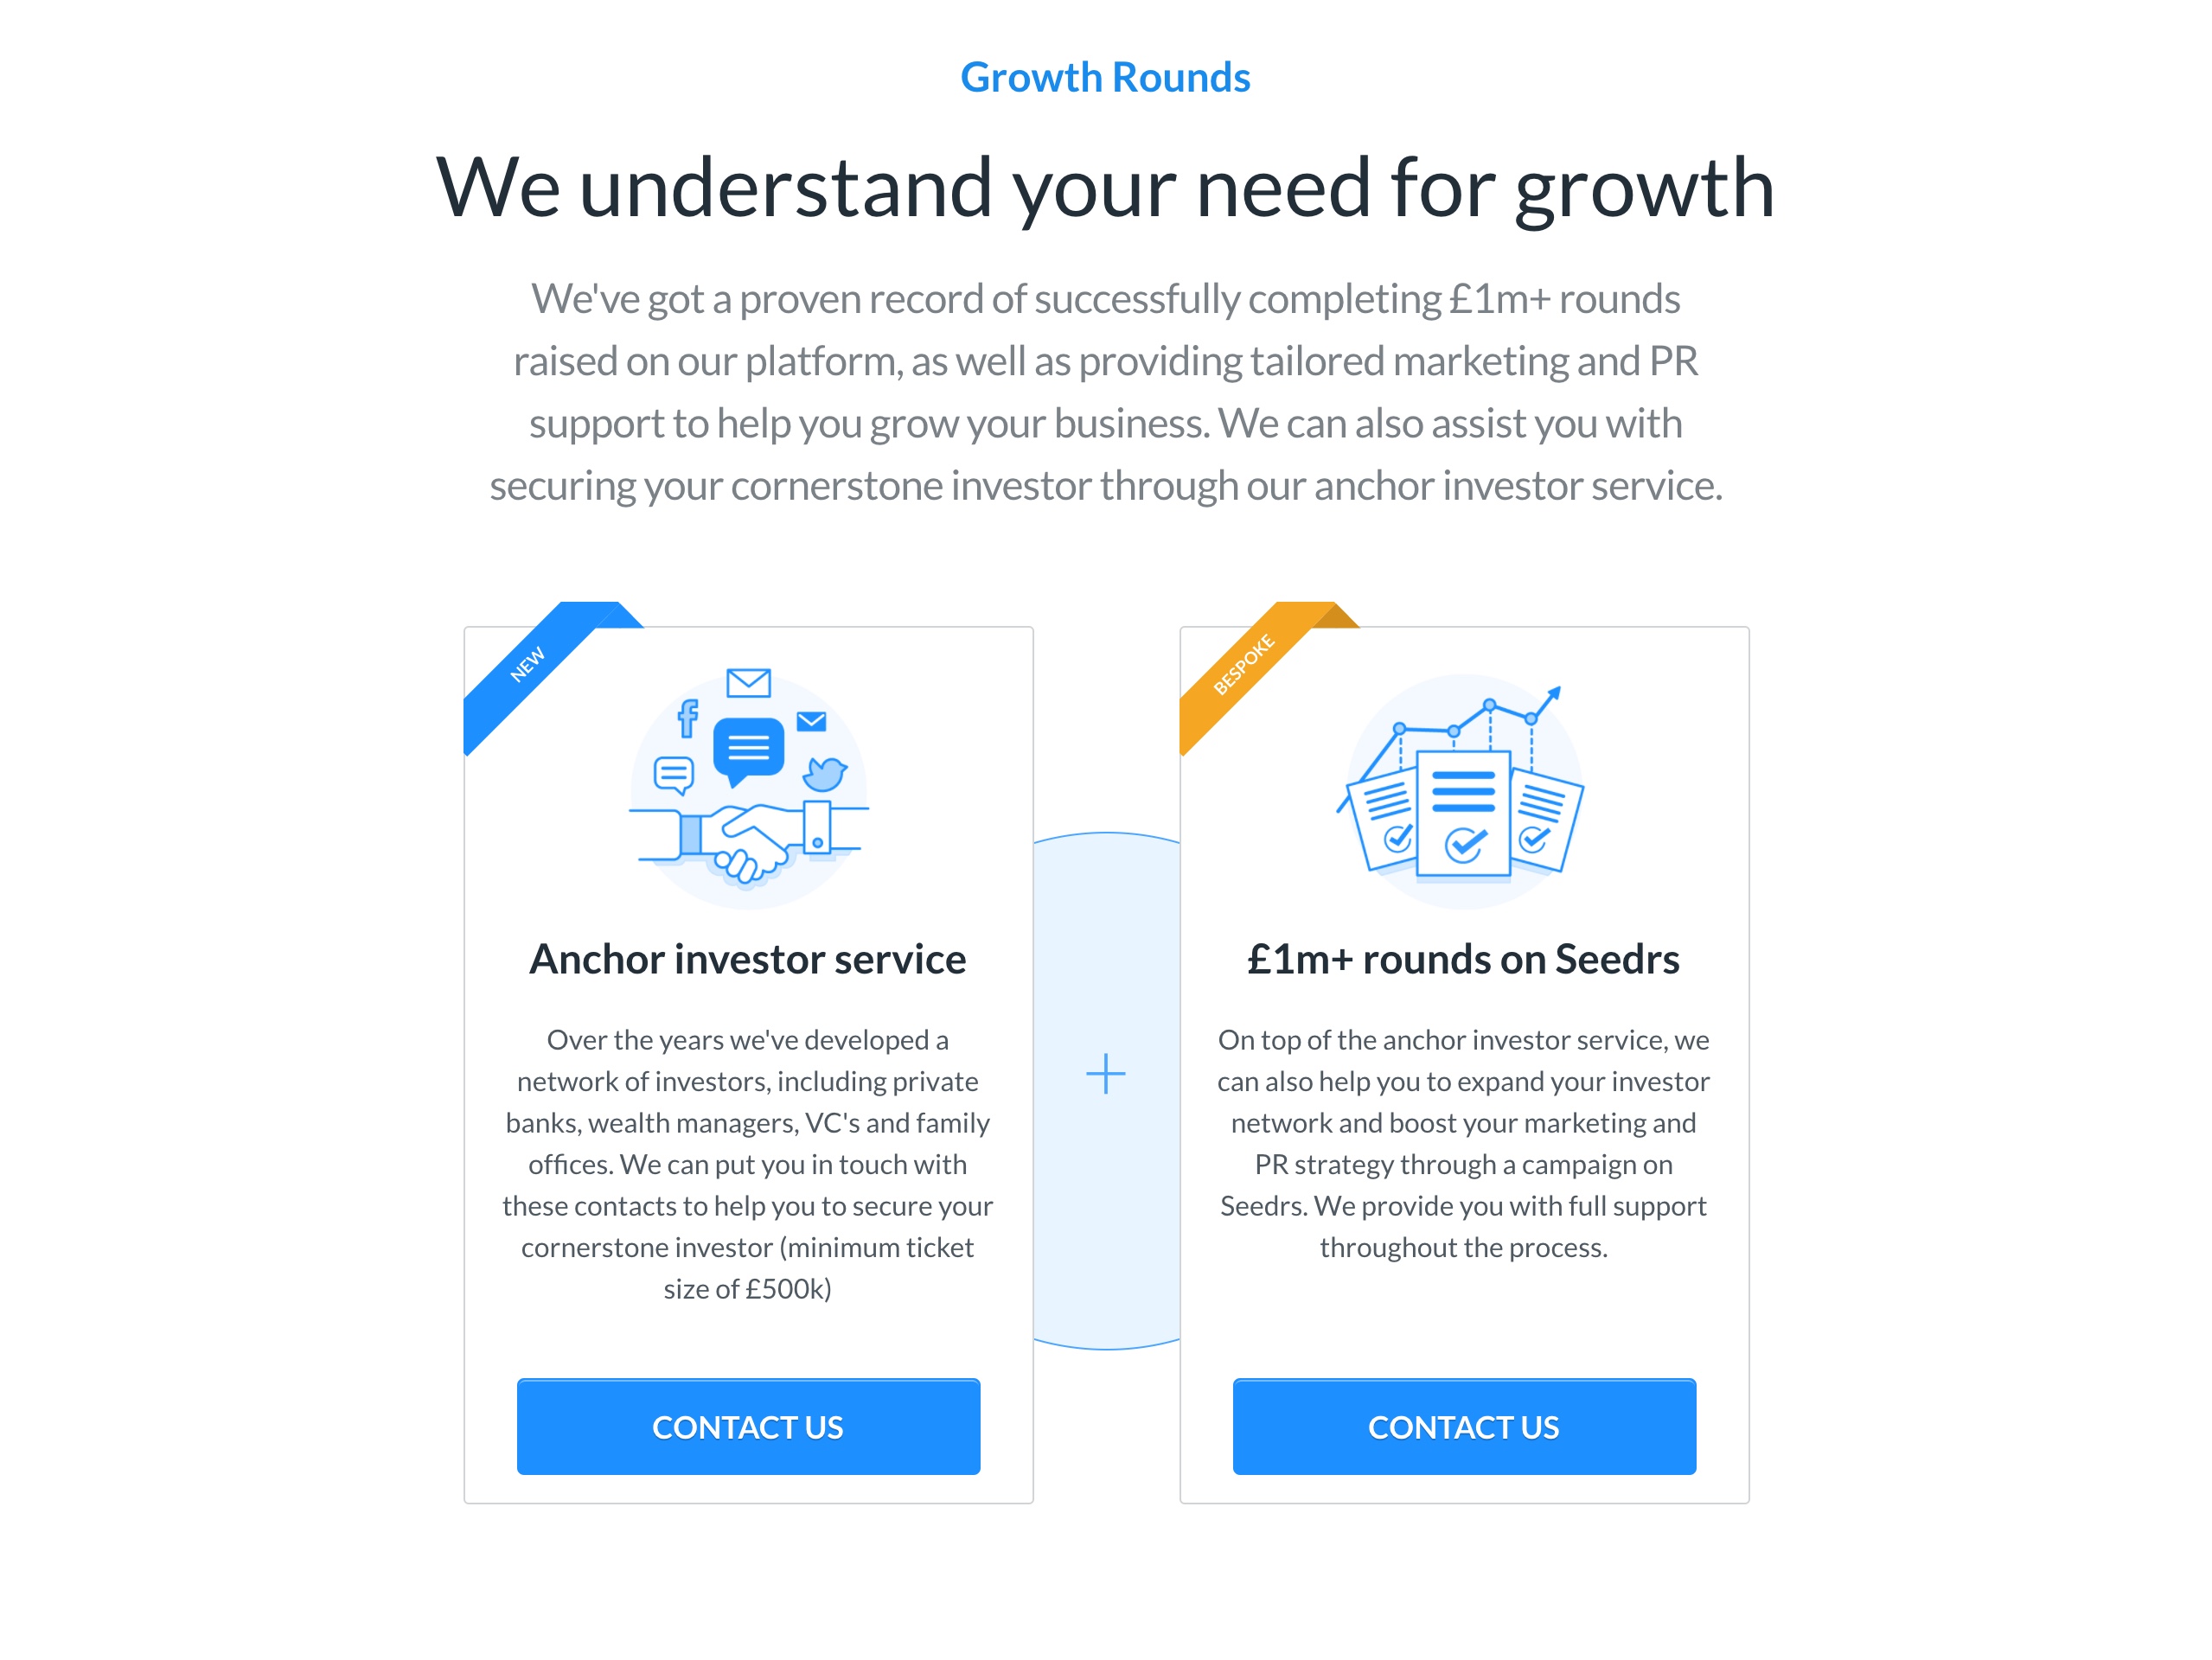 Growth Rounds
We understand your need for growth
We've got a proven record of successfully completing £1m+ rounds
raised on our platform, as well as providing tailored marketing and PR
support to help you grow your business. We can also assist you with
securing your cornerstone investor through our anchor investor service.
NEW
Anchor investor service
Over the years we've developed a
network of investors, including private
banks, wealth managers, VC's and family
offices. We can put you in touch with
these contacts to help you to secure your
cornerstone investor (minimum ticket
size of £500k)
CONTACT US
+
BESPOKE
£1m+ rounds on Seedrs
On top of the anchor investor service, we
can also help you to expand your investor
network and boost your marketing and
PR strategy through a campaign on
Seedrs. We provide you with full support
throughout the process.
CONTACT US